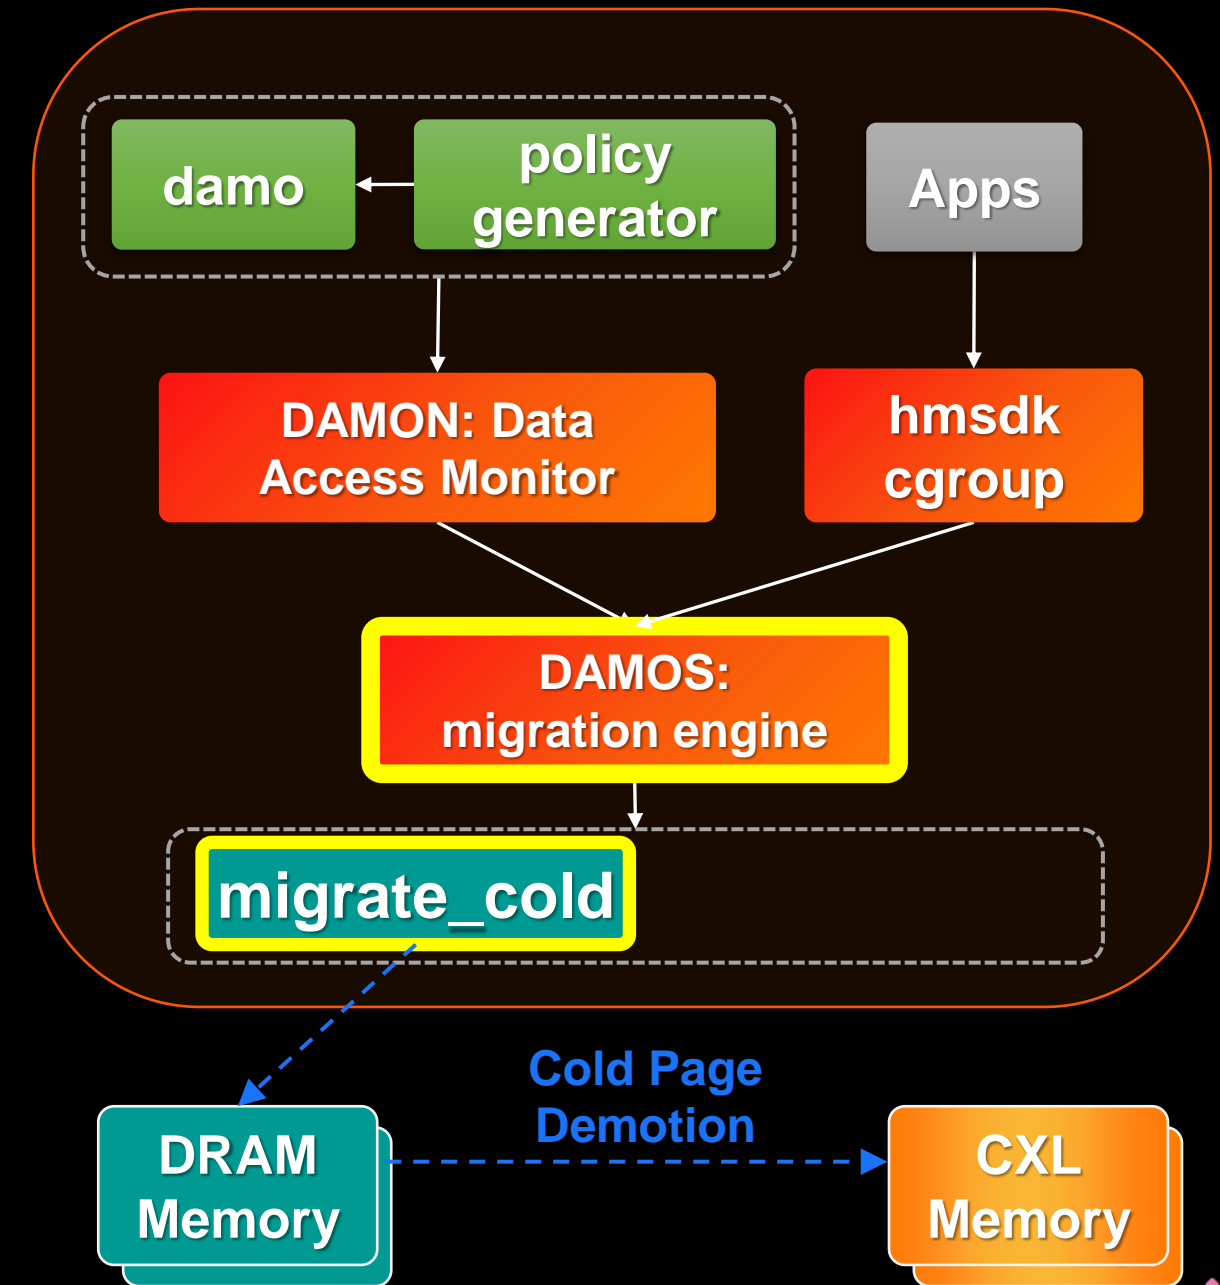 damo
policy
generator
Apps
DAMON: Data
Access Monitor
hmsdk
cgroup
DAMOS:
migration engine
migrate_cold
Cold Page
Demotion
DRAM
Memory
CXL
Memory